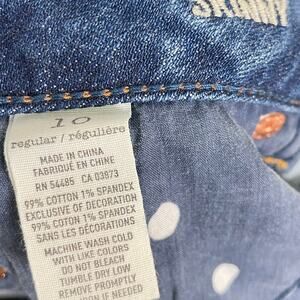 SKINNY
10
regular / régulière
MADE IN CHINA
FABRIQUÉ EN CHINE
RN 54485 CA 03873
99% COTTON 1% SPANDEX
EXCLUSIVE OF DECORATION
99% COTON 1% SPANDEX
SANS LES DÉCORATIONS
MACHINE WASH COLD
WITH LIKE COLORS
DO NOT BLEACH
TUMBLE DRY LOW
REMOVE PROMPTLY
IF NEEDED